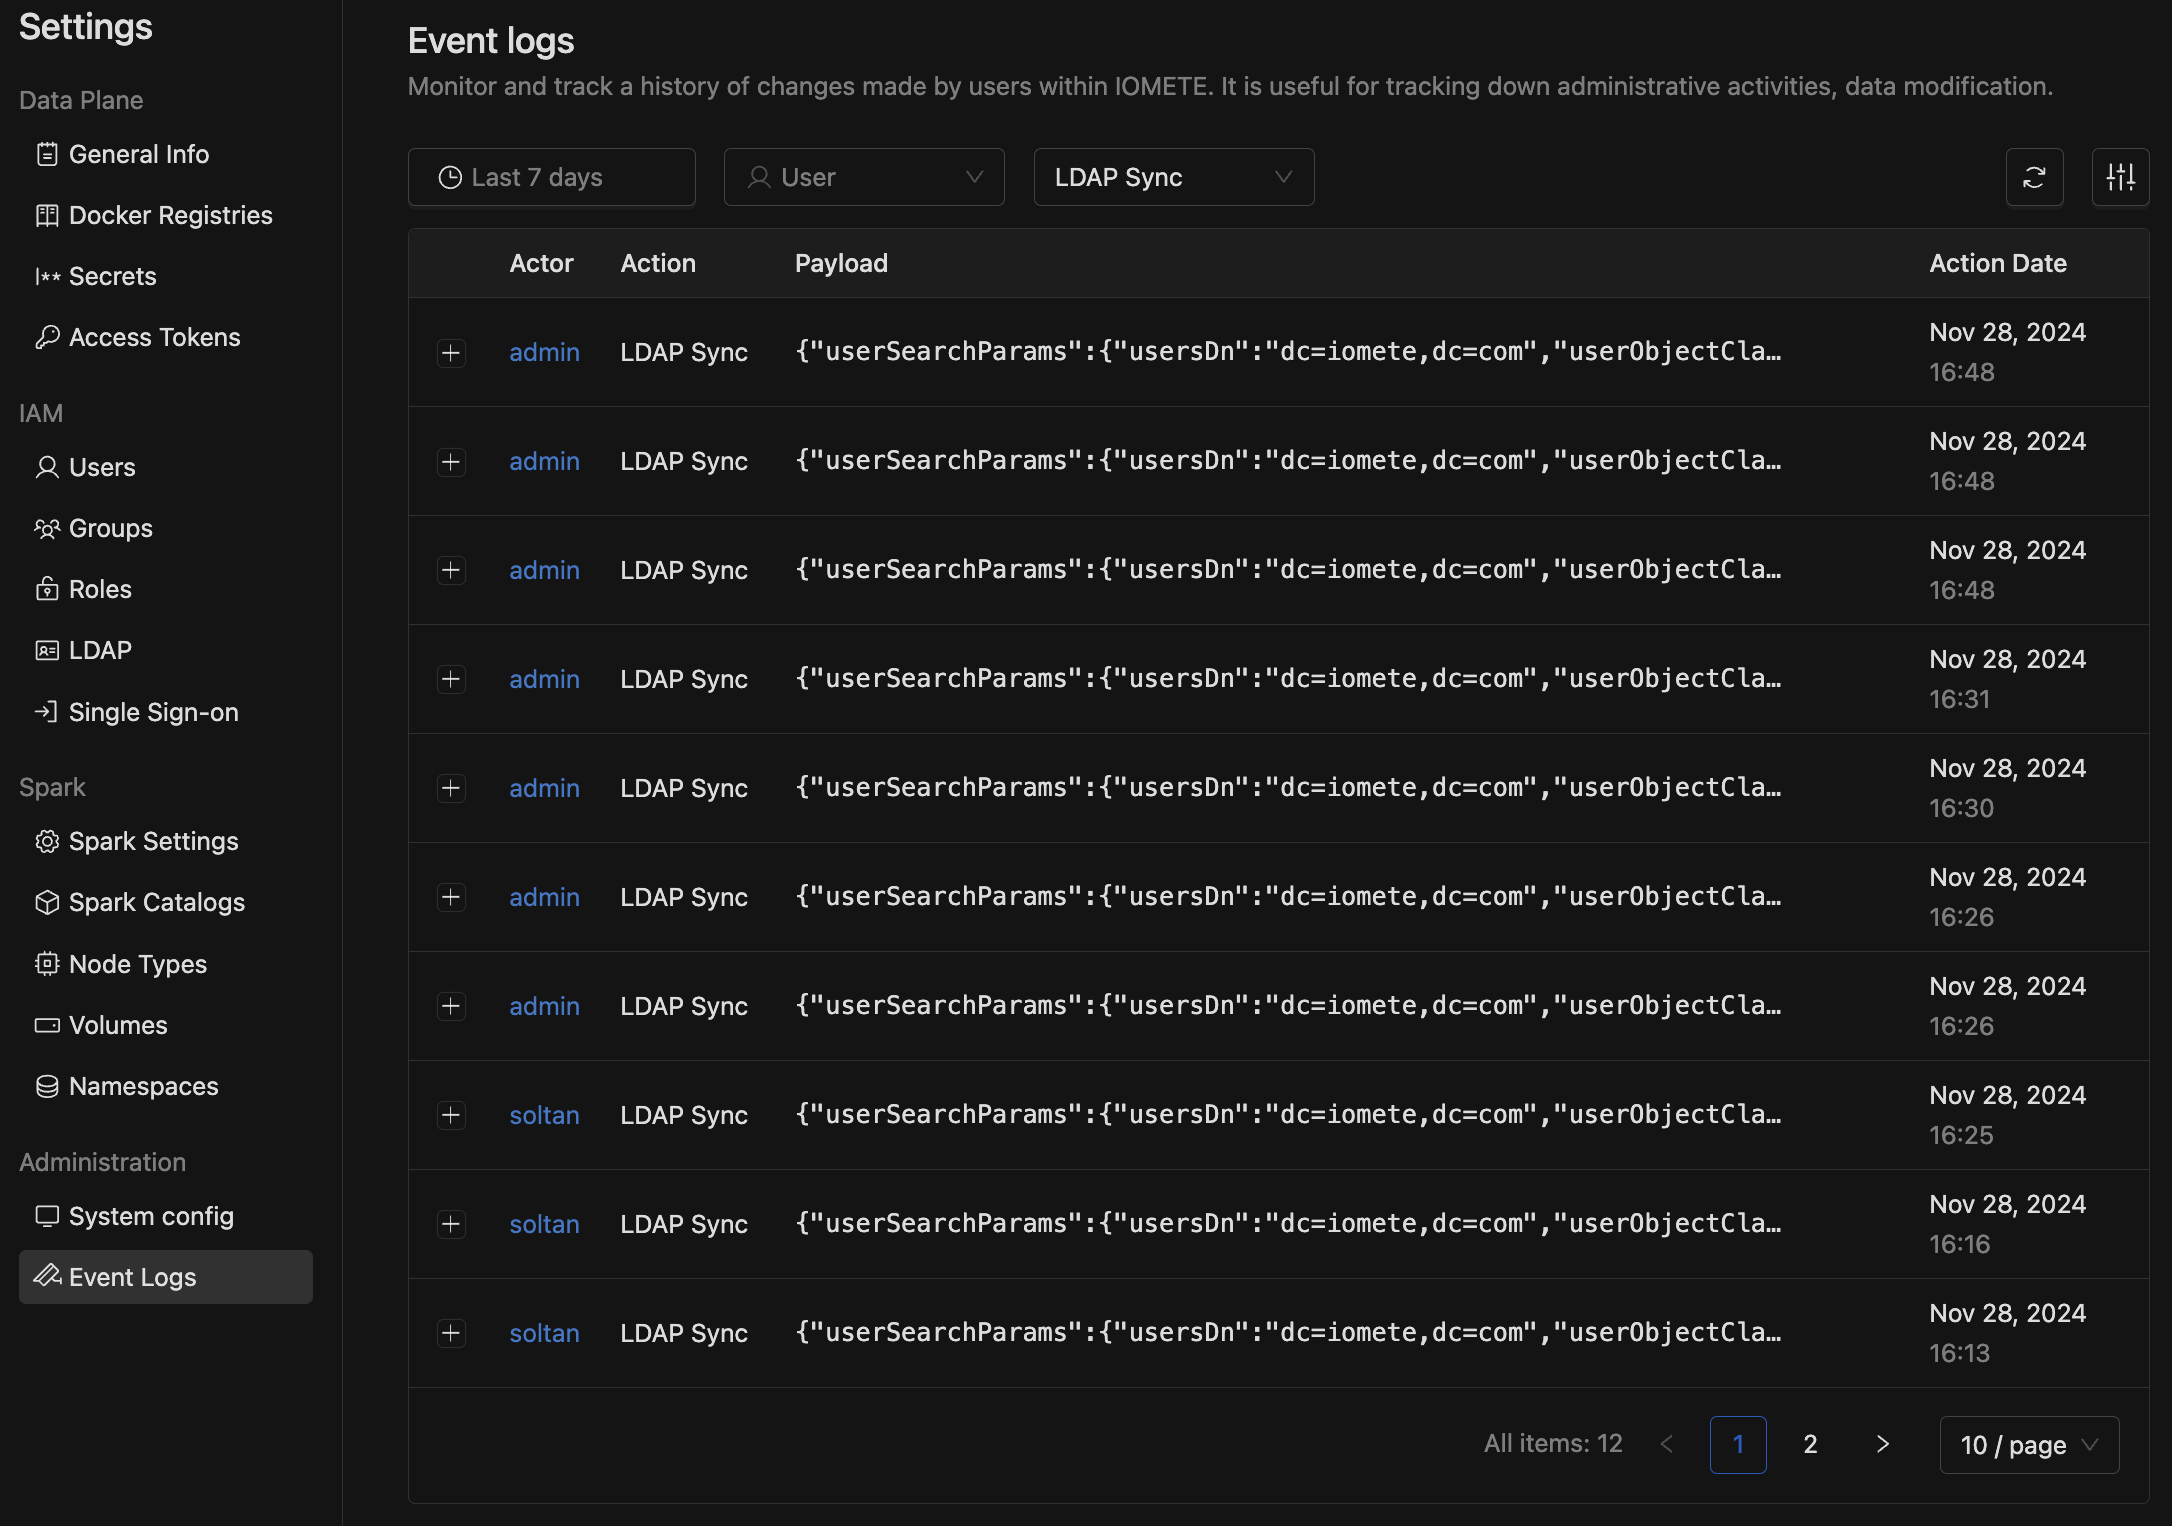 Settings
Data Plane
General Info
Docker Registries
Secrets
Access Tokens
IAM
Users
Groups
Roles
LDAP
Single Sign-on
Spark
Spark Settings
Spark Catalogs
Node Types
Volumes
Namespaces
Administration
System config
Event Logs
Event logs
Monitor and track a history of changes made by users within IOMETE. It is useful for tracking down administrative activities, data modification.
Last 7 days User LDAP Sync
Actor Action Payload Action Date
admin LDAP Sync {"userSearchParams":{"usersDn":"dc=iomete,dc=com","userObjectCla… Nov 28, 2024
16:48
admin LDAP Sync {"userSearchParams":{"usersDn":"dc=iomete,dc=com","userObjectCla… Nov 28, 2024
16:48
admin LDAP Sync {"userSearchParams":{"usersDn":"dc=iomete,dc=com","userObjectCla… Nov 28, 2024
16:48
admin LDAP Sync {"userSearchParams":{"usersDn":"dc=iomete,dc=com","userObjectCla… Nov 28, 2024
16:31
admin LDAP Sync {"userSearchParams":{"usersDn":"dc=iomete,dc=com","userObjectCla… Nov 28, 2024
16:30
admin LDAP Sync {"userSearchParams":{"usersDn":"dc=iomete,dc=com","userObjectCla… Nov 28, 2024
16:26
admin LDAP Sync {"userSearchParams":{"usersDn":"dc=iomete,dc=com","userObjectCla… Nov 28, 2024
16:26
soltan LDAP Sync {"userSearchParams":{"usersDn":"dc=iomete,dc=com","userObjectCla… Nov 28, 2024
16:25
soltan LDAP Sync {"userSearchParams":{"usersDn":"dc=iomete,dc=com","userObjectCla… Nov 28, 2024
16:16
soltan LDAP Sync {"userSearchParams":{"usersDn":"dc=iomete,dc=com","userObjectCla… Nov 28, 2024
16:13
All items: 12 < 1 2 > 10 / page